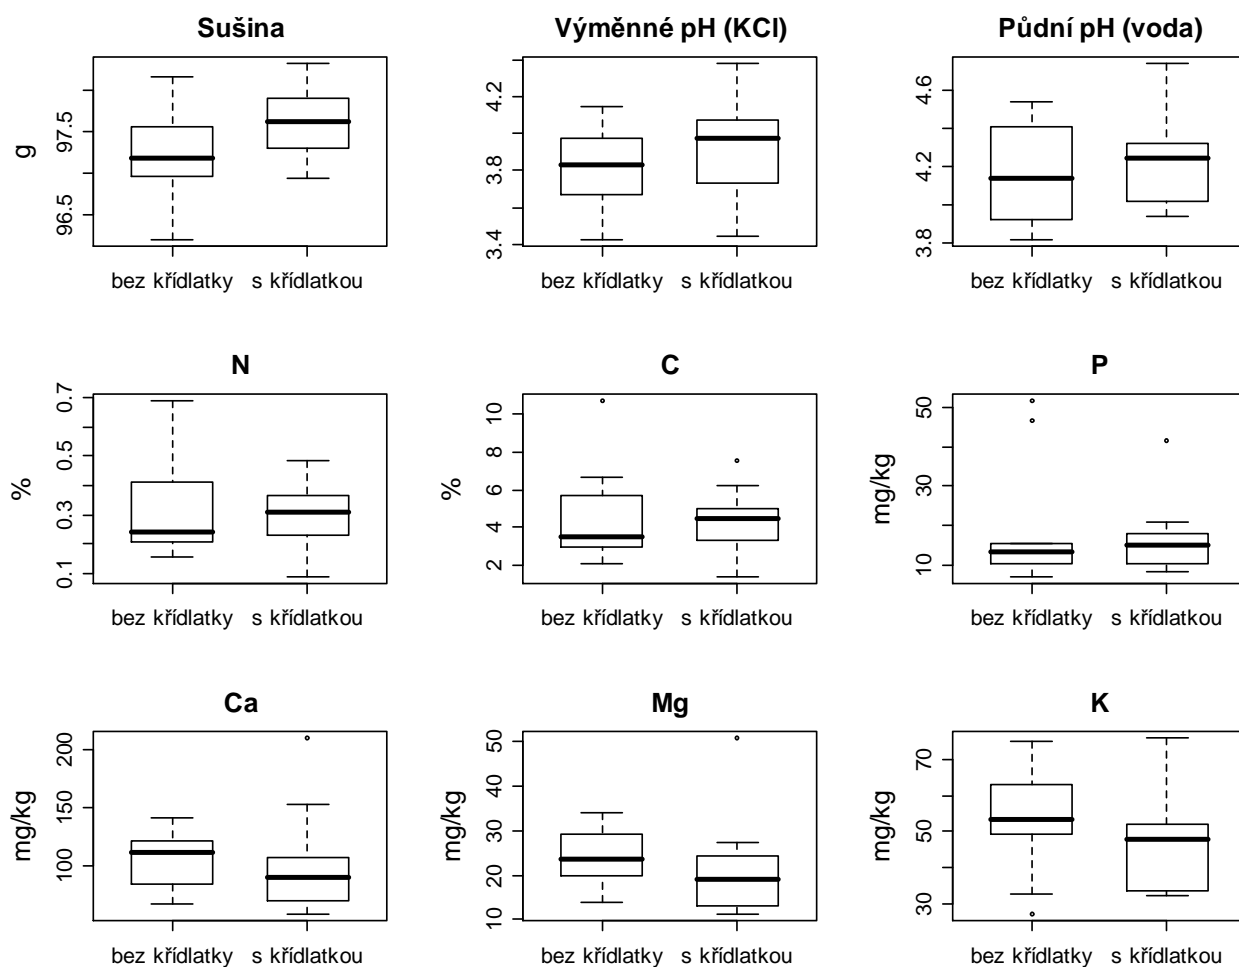 Sušina
Výměnné pH (KCl)
Půdní pH (voda)
g
97.5
96.5
4.2
3.8
3.4
4.6
4.2
3.8
bez křídlatky
s křídlatkou
bez křídlatky
s křídlatkou
bez křídlatky
s křídlatkou
N
C
P
%
0.7
0.5
0.3
0.1
%
10
8
6
4
2
mg/kg
50
30
10
bez křídlatky
s křídlatkou
bez křídlatky
s křídlatkou
bez křídlatky
s křídlatkou
Ca
Mg
K
mg/kg
200
150
100
mg/kg
50
40
30
20
10
70
50
30
bez křídlatky
s křídlatkou
bez křídlatky
s křídlatkou
bez křídlatky
s křídlatkou